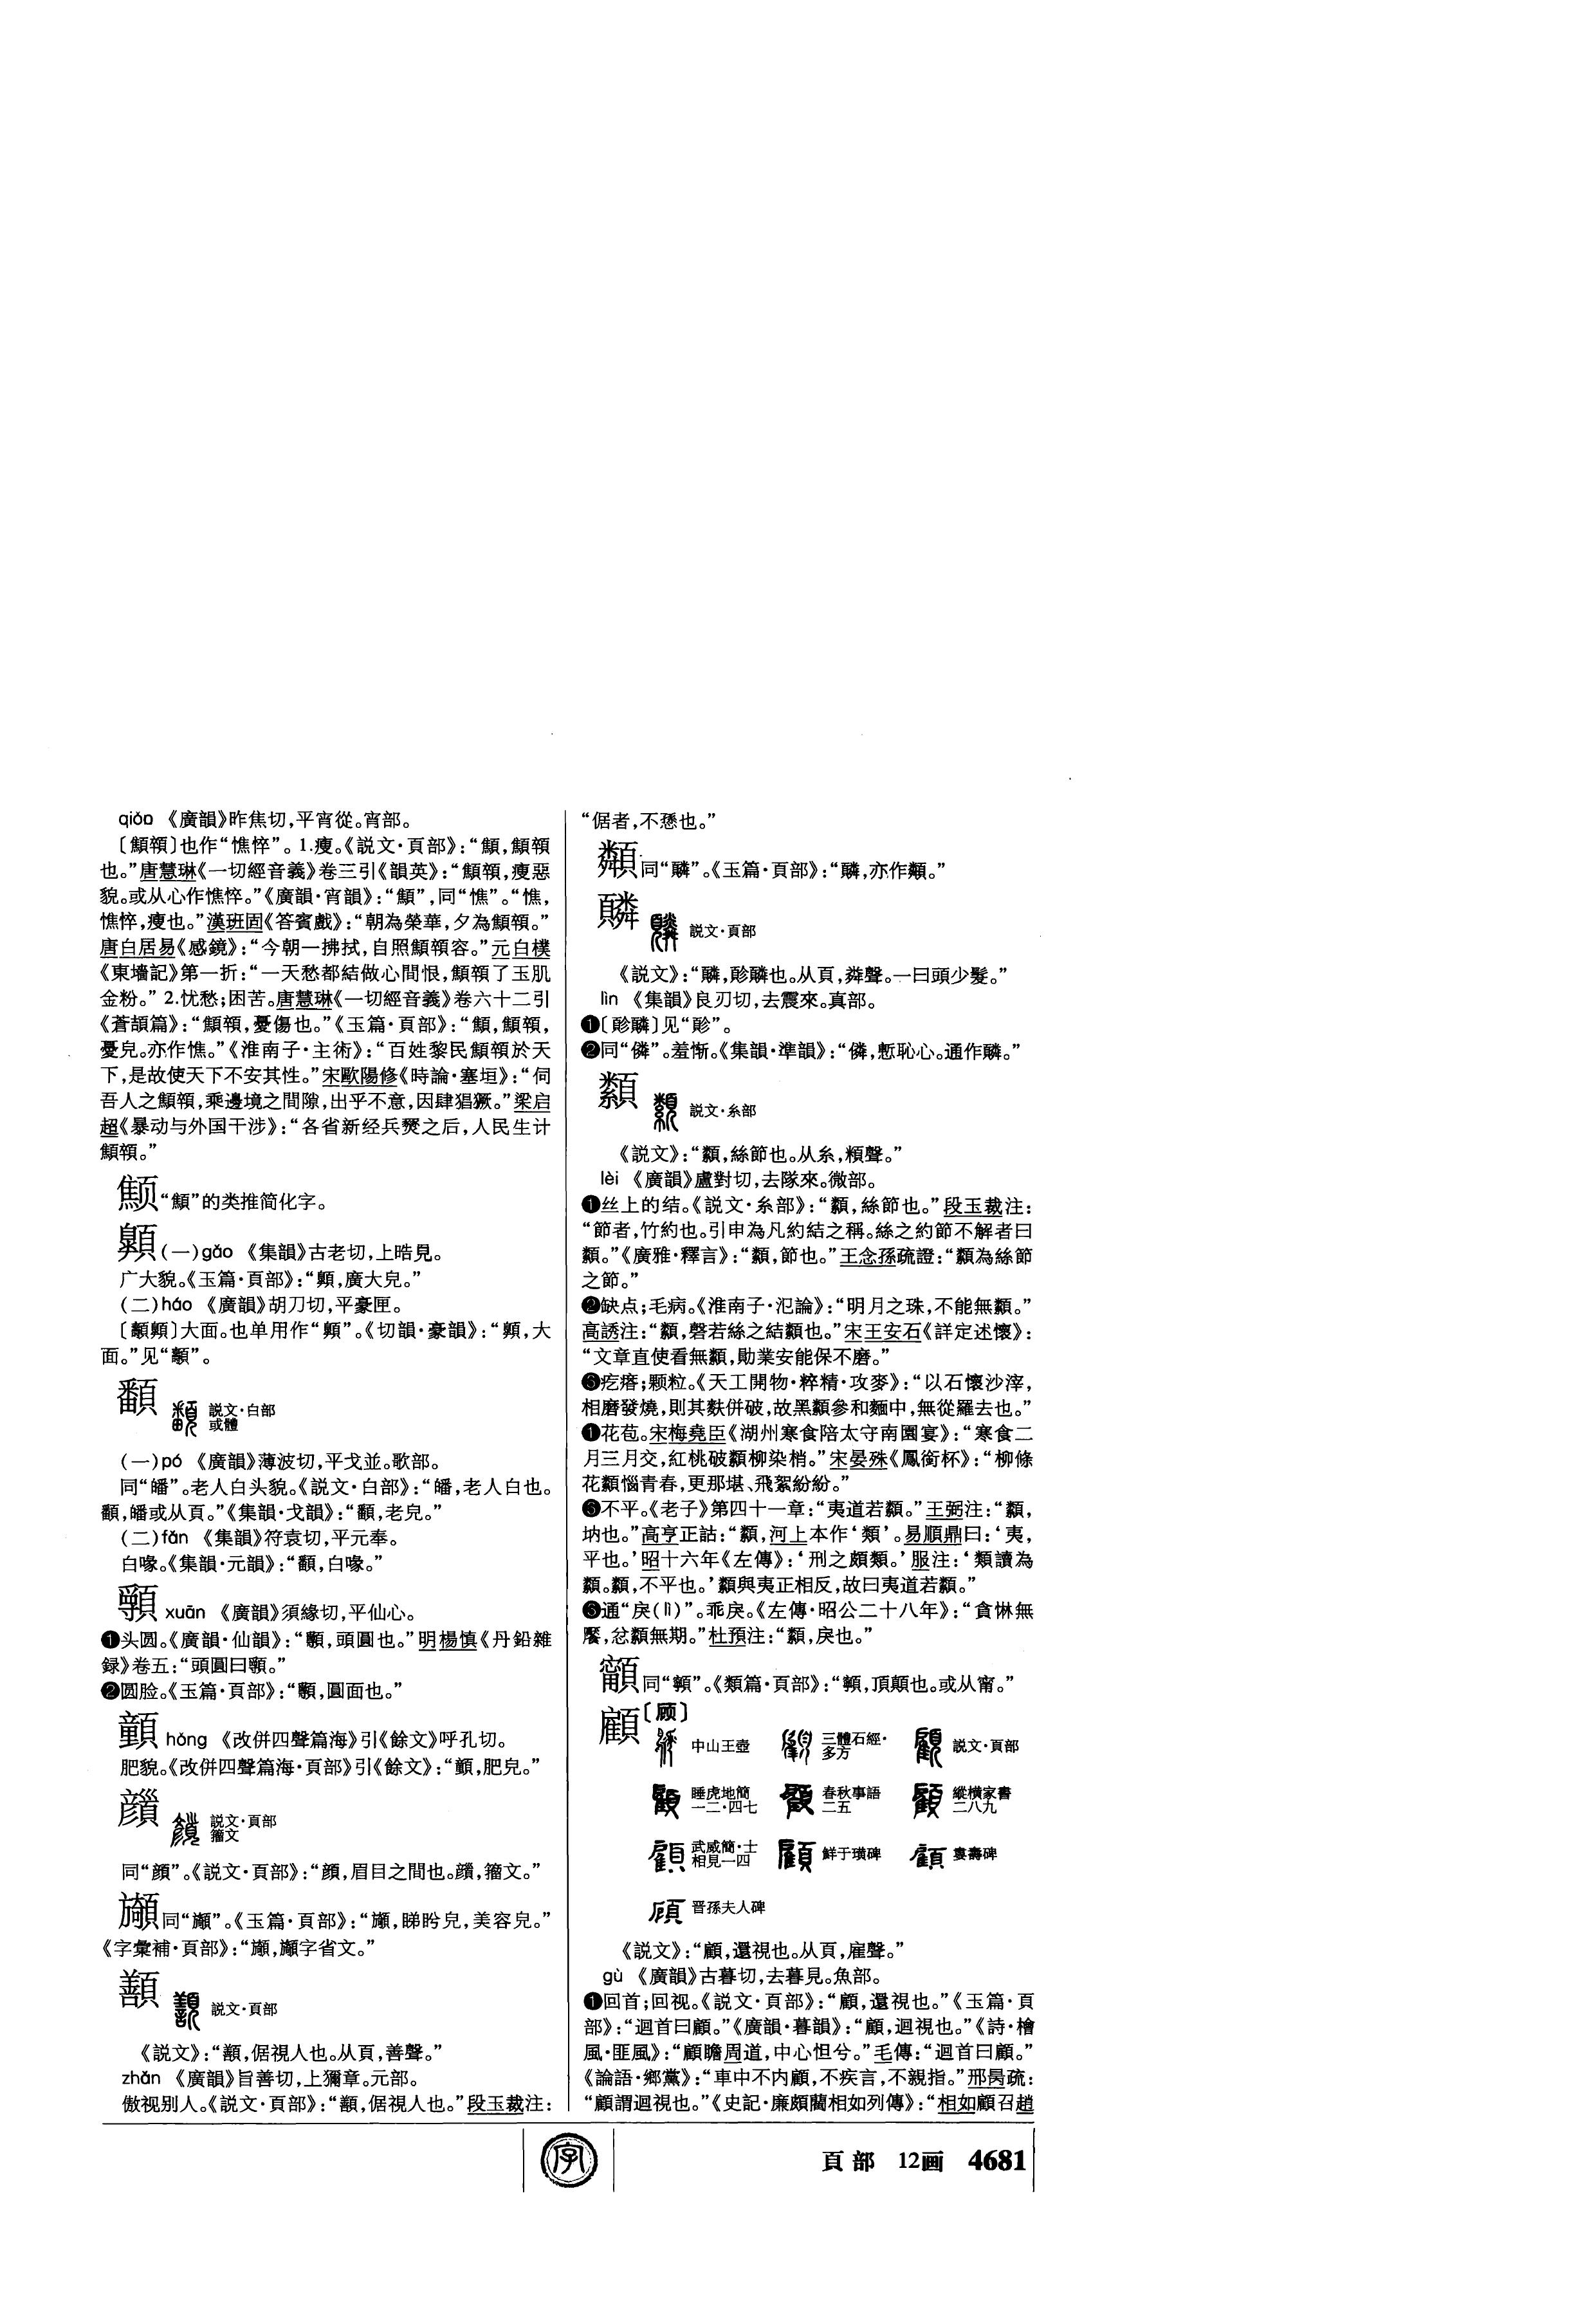 qiáo 《廣韻》昨焦切,平宵從。宵部。
〔顦顇〕也作“憔悴”。1.瘦。《説文·頁部》:“顦,顦顇
也。”唐慧琳《一切經音義》卷三引《韻英》:“顦顇,瘦惡
貌。或从心作憔悴。”《廣韻·宵韻》:“顦”,同“憔”。“憔,
憔悴,瘦也。”漢班固《答賓戲》:“朝為榮華,夕為顦顇。”
唐白居易《感鏡》:“今朝一拂拭,自照顦顇容。”元白樸
《東墻記》第一折:“一天愁都結做心間恨,顦顇了玉肌
金粉。”2.忧愁;困苦。唐慧琳《一切經音義》卷六十二引
《蒼頡篇》:“顦顇,憂傷也。”《玉篇·頁部》:“顦,顦顇,
憂皃。亦作憔。”《淮南子·主術》:“百姓黎民顦顇於天
下,是故使天下不安其性。”宋歐陽修《時論·塞垣》:“伺
吾人之顦顇,乘邊境之間隙,出乎不意,因肆猖獗。”梁启
超《暴动与外国干涉》:“各省新经兵燹之后,人民生计
顦顇。”
“顦”的类推简化字。
顥(一)gǎo 《集韻》古老切,上晧見。
广大貌。《玉篇·頁部》:“,廣大皃。”
(二)háo 《廣韻》胡刀切,平豪匣。
大面。也单用作“”。《切韻·豪韻》:“,大
面。”见“”。
顧 説文·白部
或體
(一)pó 《廣韻》薄波切,平戈並。歌部。
同“皤”。老人白头貌。《説文·白部》:“皤,老人白也。
,皤或从頁。”《集韻·戈韻》:“,老皃。”
(二)fán 《集韻》符袁切,平元奉。
白喙。《集韻·元韻》:“,白喙。”
xuān 《廣韻》須緣切,平仙心。
❶头圆。《廣韻·仙韻》:“,頭圓也。”明楊慎《丹鉛雜
録》卷五:“頭圓曰顎。”
❷圆脸。《玉篇·頁部》:“,圓面也。”
hǒng 《改併四聲篇海》引《餘文》呼孔切。
肥貌。《改併四聲篇海·頁部》引《餘文》:“,肥皃。”
説文·頁部
籀文
同“顔”。《説文·頁部》:“顔,眉目之間也。,籀文。”
同“”。《玉篇·頁部》:“,睇盻皃,美容皃。”
《字彙補·頁部》:“,字省文。”
説文·頁部
《説文》:“,倨視人也。从頁,善聲。”
zhǎn 《廣韻》旨善切,上獮章。元部。
傲视别人。《説文·頁部》:“,倨視人也。”段玉裁注:
“倨者,不遜也。”
同“”。《玉篇·頁部》:“,亦作。”
説文·頁部
《説文》:“,也。从頁,粦聲。一曰頭少髮。”
lìn 《集韻》良刃切,去震來。真部。
❶〔〕见“”。
❷同“僯”。羞惭。《集韻·準韻》:“僯,慙恥心。通作。”
纇 説文·糸部
《説文》:“纇,絲節也。从糸,頪聲。”
lèi 《廣韻》盧對切,去隊來。微部。
❶丝上的结。《説文·糸部》:“纇,絲節也。”段玉裁注:
“節者,竹約也。引申為凡約結之稱。絲之約節不解者曰
纇。”《廣雅·釋言》:“纇,節也。”王念孫疏證:“纇為絲節
之節。”
❷缺点;毛病。《淮南子·氾論》:“明月之珠,不能無纇。”
高誘注:“纇,磬若絲之結纇也。”宋王安石《詳定述懷》:
“文章直使看無纇,勛業安能保不磨。”
❸疙瘩;颗粒。《天工開物·粹精·攻麥》:“以石懷沙滓,
相磨發燒,則其麩併破,故黑纇參和麵中,無從羅去也。”
❹花苞。宋梅堯臣《湖州寒食陪太守南園宴》:“寒食二
月三月交,紅桃破纇柳染梢。”宋晏殊《鳳銜杯》:“柳條
花纇惱青春,更那堪、飛絮紛紛。”
❺不平。《老子》第四十一章:“夷道若纇。”王弼注:“纇,
㘨也。”高亨正詁:“纇,河上本作‘類’。易順鼎曰:‘夷,
平也。’昭十六年《左傳》:‘刑之頗類。’服注:‘類讀為
纇。纇,不平也。’纇與夷正相反,故曰夷道若纇。”
❻通“戾(lì)”。乖戾。《左傳·昭公二十八年》:“貪惏無
饜,忿纇無期。”杜預注:“纇,戾也。”
同“顊”。《類篇·頁部》:“,頂顛也。或从甯。”
顧〔顾〕
中山王壺 三體石經·多方 説文·頁部
睡虎地簡一二·四七 春秋事語二五 縱横家書二八九
武威簡·士相見一四 鮮于璜碑 婁壽碑
晋孫夫人碑
《説文》:“顧,還視也。从頁,雇聲。”
gù 《廣韻》古暮切,去暮見。魚部。
❶回首;回视。《説文·頁部》:“顧,還視也。”《玉篇·頁
部》:“迴首曰顧。”《廣韻·暮韻》:“顧,迴視也。”《詩·檜
風·匪風》:“顧瞻周道,中心怛兮。”毛傳:“迴首曰顧。”
《論語·鄉黨》:“車中不内顧,不疾言,不親指。”邢昺疏:
“顧謂迴視也。”《史記·廉頗藺相如列傳》:“相如顧召趙
字
頁部 12画 4681